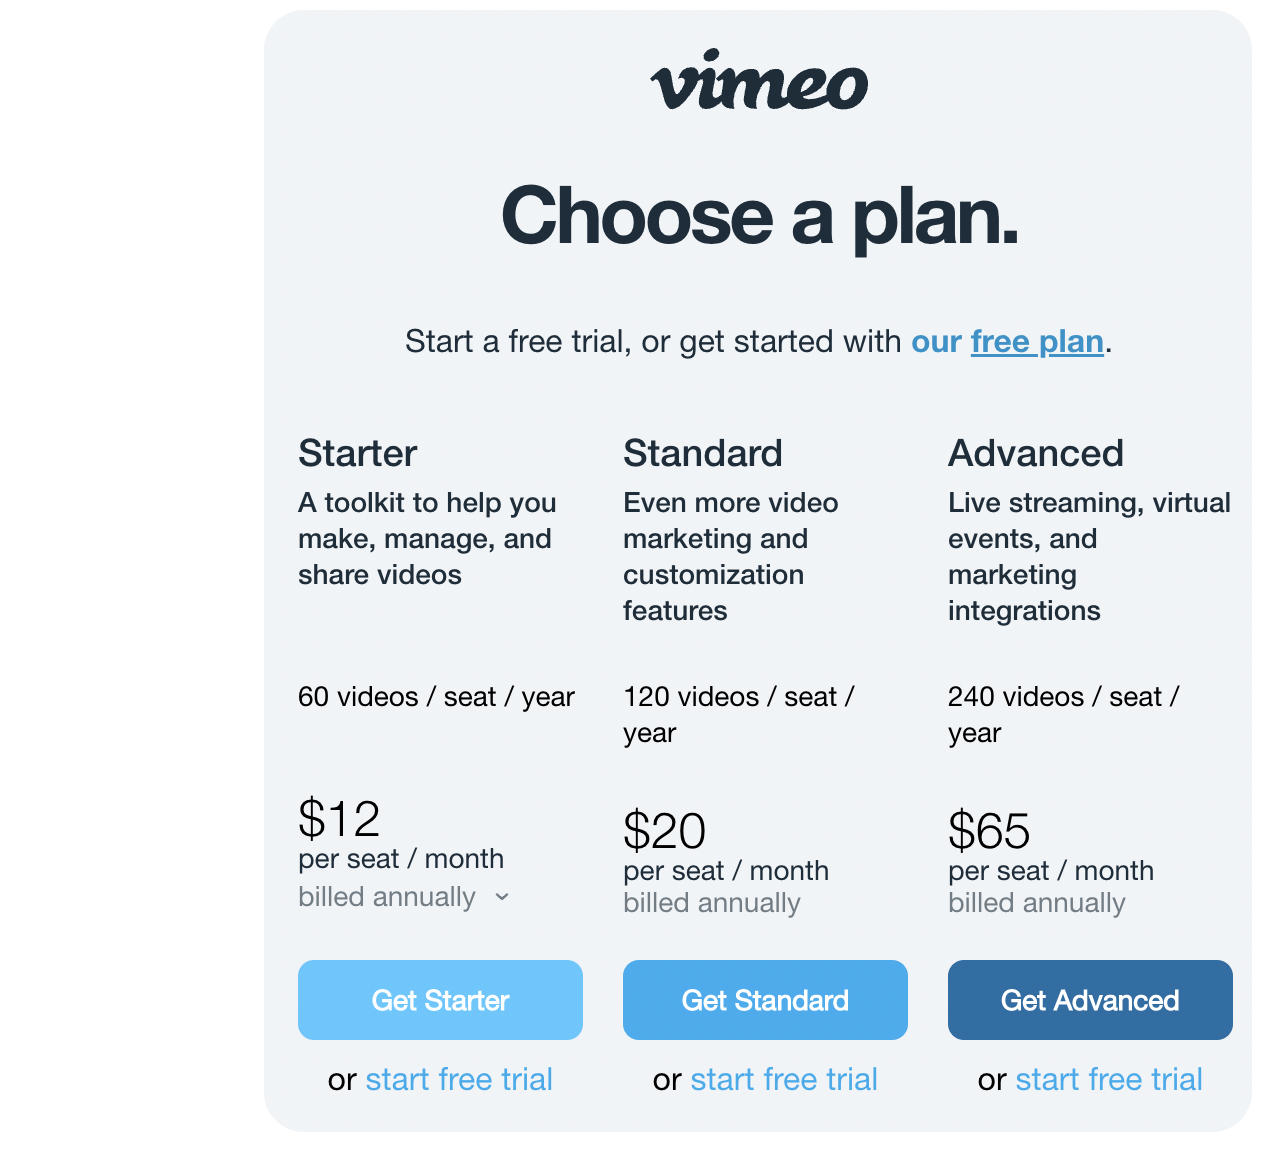 vimeo
Choose a plan.
Start a free trial, or get started with our free plan.
Starter
A toolkit to help you
make, manage, and
share videos
60 videos / seat / year
$12
per seat / month
billed annually
Get Starter
or start free trial
Standard
Even more video
marketing and
customization
features
120 videos / seat /
year
$20
per seat / month
billed annually
Get Standard
or start free trial
Advanced
Live streaming, virtual
events, and
marketing
integrations
240 videos / seat /
year
$65
per seat / month
billed annually
Get Advanced
or start free trial